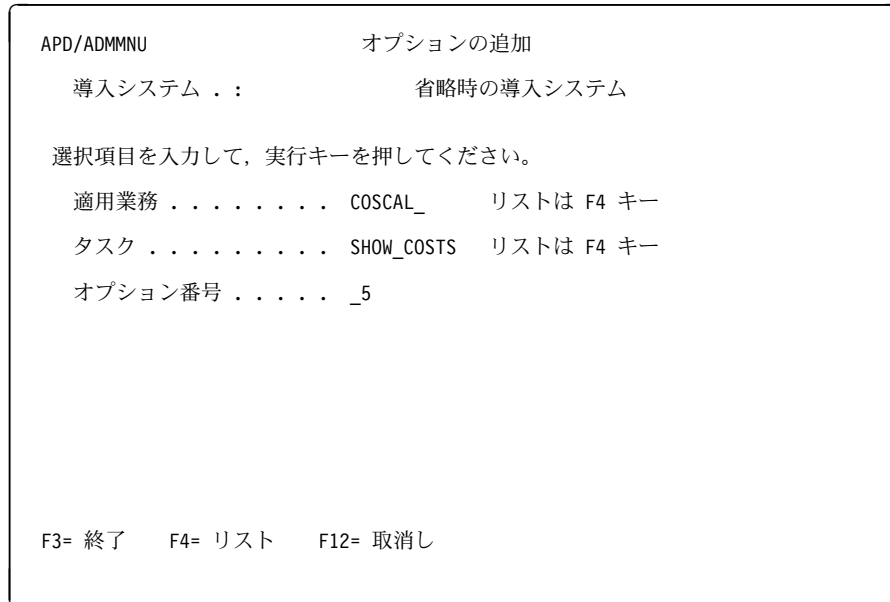 APD/ADMMNU オプションの追加
導入システム . : 省略時の導入システム
選択項目を入力して, 実行キーを押してください。
適用業務 . . . . . . . . COSCAL_ リストは F4 キー
タスク . . . . . . . . . SHOW_COSTS リストは F4 キー
オプション番号 . . . . . _5
F3= 終了 F4= リスト F12= 取消し